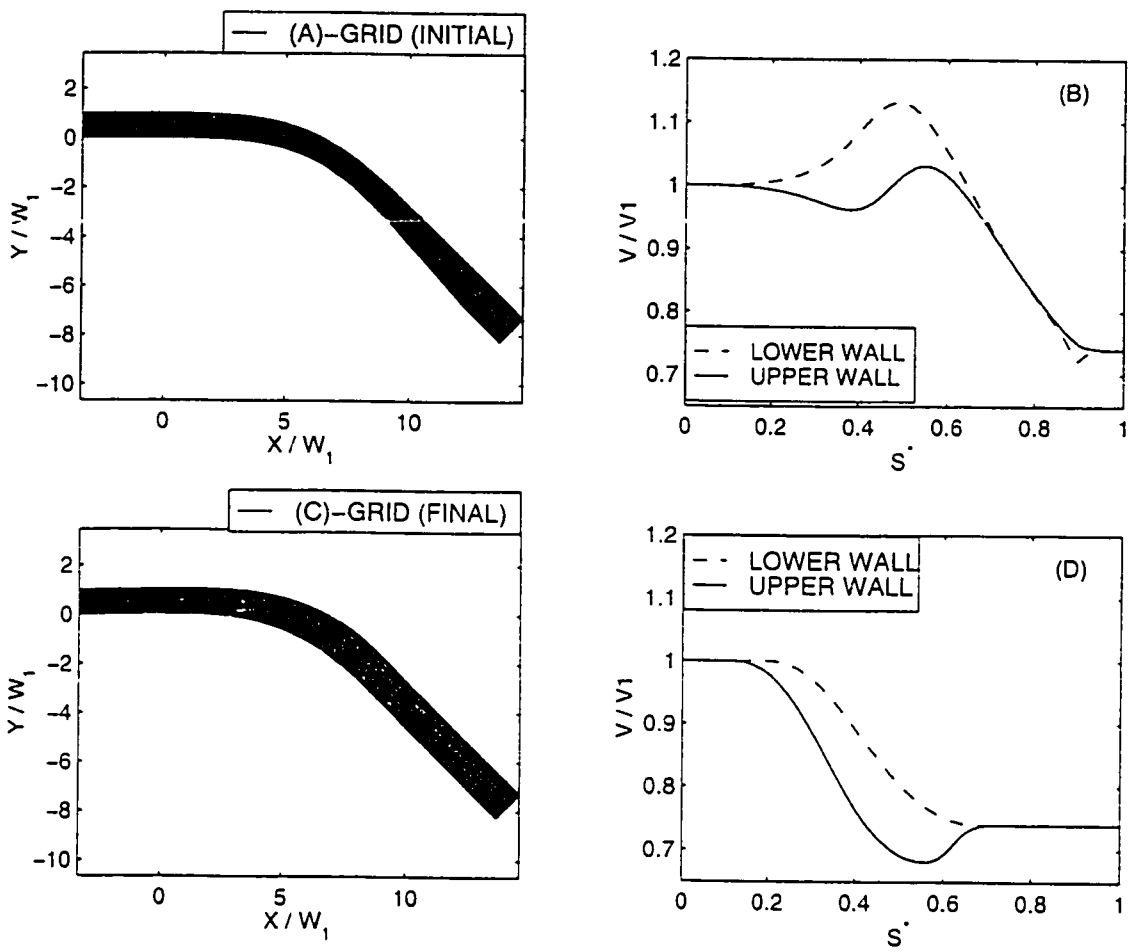 — (A)-GRID (INITIAL)
2
0
-2
-4
-6
-8
-10
Y / W1
0
5
10
X / W1
(B)
1.2
1.1
1
0.9
0.8
0.7
V / V1
- - LOWER WALL
— UPPER WALL
0
0.2
0.4
0.6
0.8
1
S*
— (C)-GRID (FINAL)
2
0
-2
-4
-6
-8
-10
Y / W1
0
5
10
X / W1
- - LOWER WALL
— UPPER WALL
(D)
1.2
1.1
1
0.9
0.8
0.7
V / V1
0
0.2
0.4
0.6
0.8
1
S*